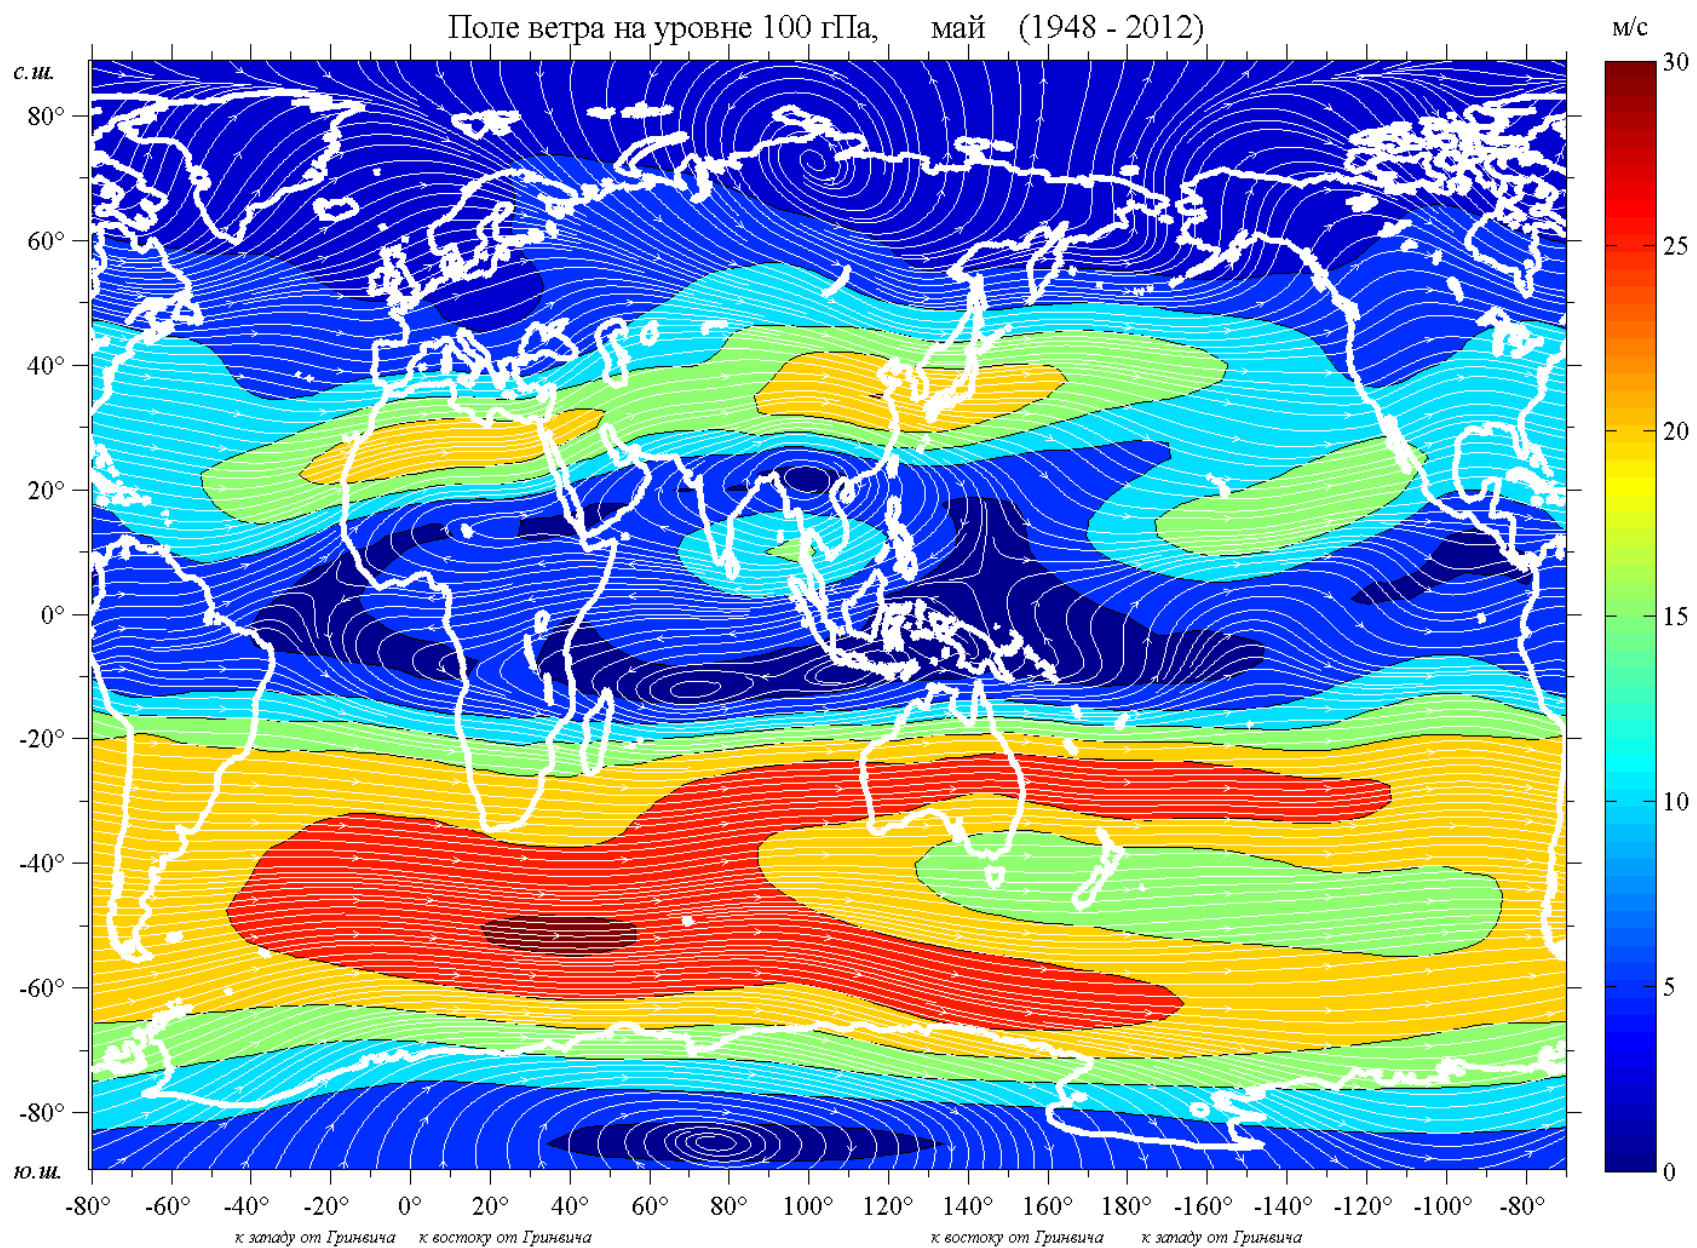 Поле ветра на уровне 100 гПа, май (1948 - 2012)
м/с
с.ш.
80°
60°
40°
20°
0°
-20°
-40°
-60°
-80°
ю.ш.
30
25
20
15
10
5
0
-80° -60° -40° -20° 0° 20° 40° 60° 80° 100° 120° 140° 160° 180° -160° -140° -120° -100° -80°
к западу от Гринвича к востоку от Гринвича к востоку от Гринвича к западу от Гринвича